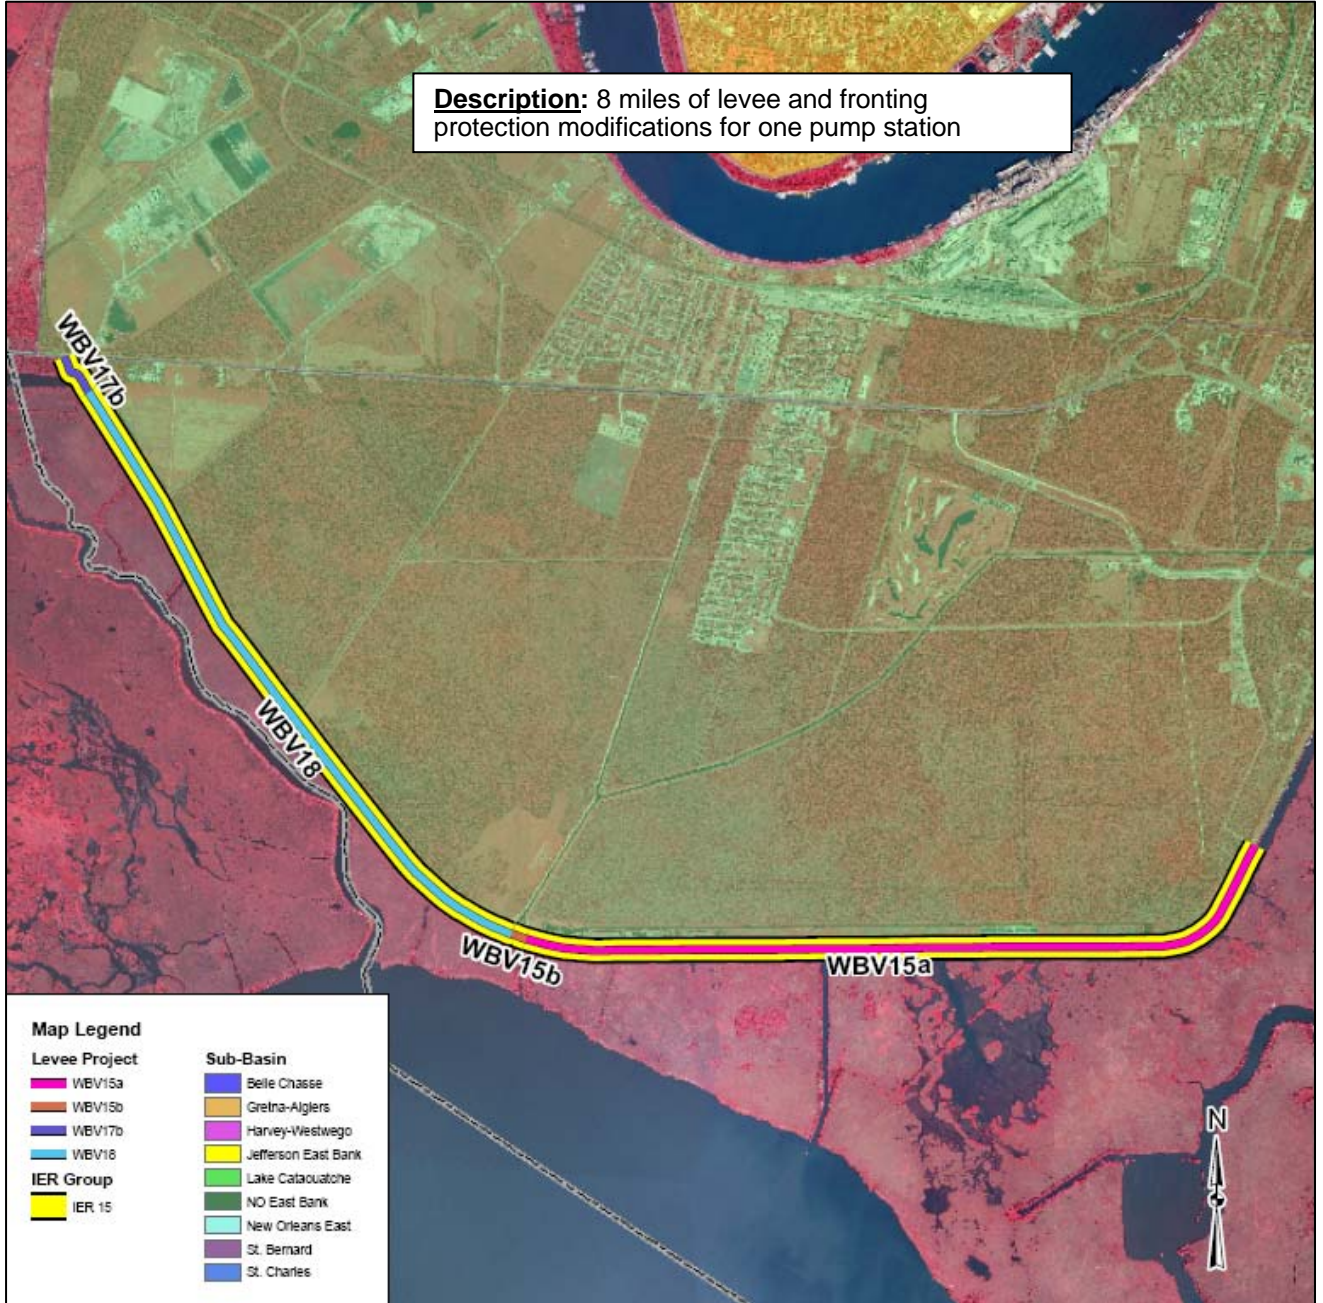 Description: 8 miles of levee and fronting
protection modifications for one pump station
WBV17b
WBV18
WBV15b
WBV15a
Map Legend
Levee Project
WBV15a
WBV15b
WBV17b
WBV18
IER Group
IER 15
Sub-Basin
Belle Chasse
Gretna-Algiers
Harvey-Westwego
Jefferson East Bank
Lake Cataouatche
NO East Bank
New Orleans East
St. Bernard
St. Charles
N